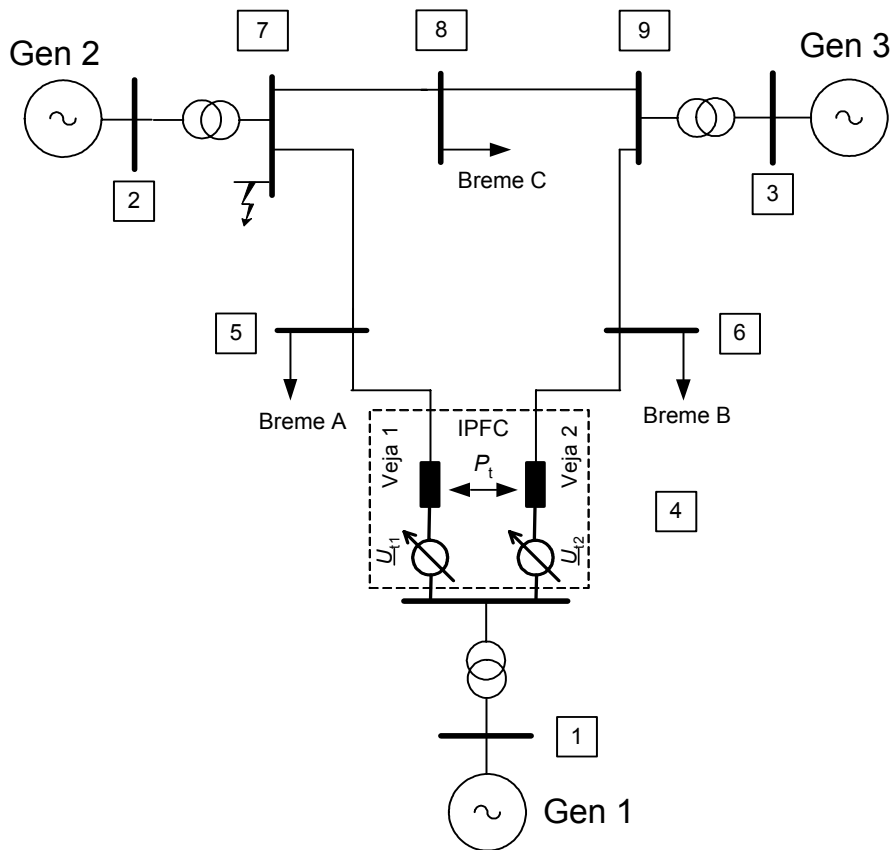 7
8
9
Gen 2
Gen 3
2
Breme C
3
5
6
Breme A
Breme B
IPFC
Veja 1
Veja 2
Pt
4
Ut1
Ut2
1
Gen 1